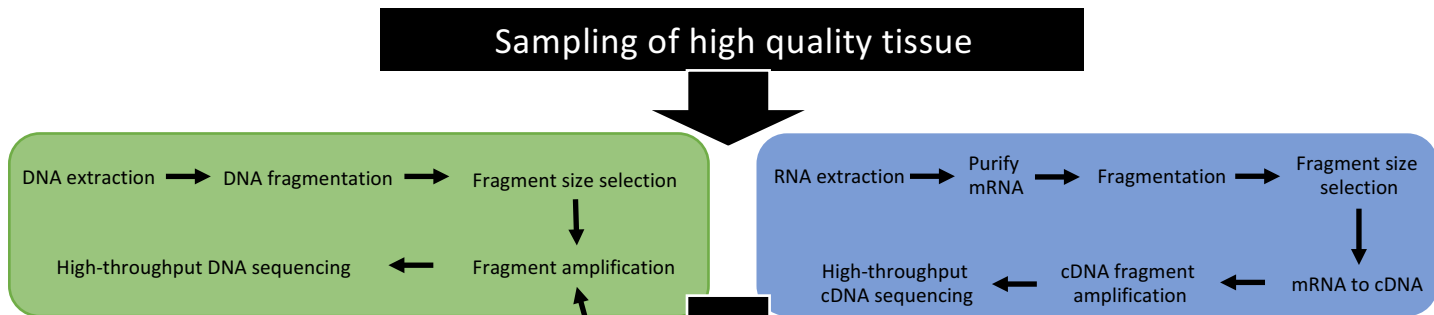 Sampling of high quality tissue
DNA extraction
DNA fragmentation
Fragment size selection
Fragment amplification
High-throughput DNA sequencing
RNA extraction
Purify
mRNA
Fragmentation
Fragment size
selection
mRNA to cDNA
cDNA fragment
amplification
High-throughput
cDNA sequencing